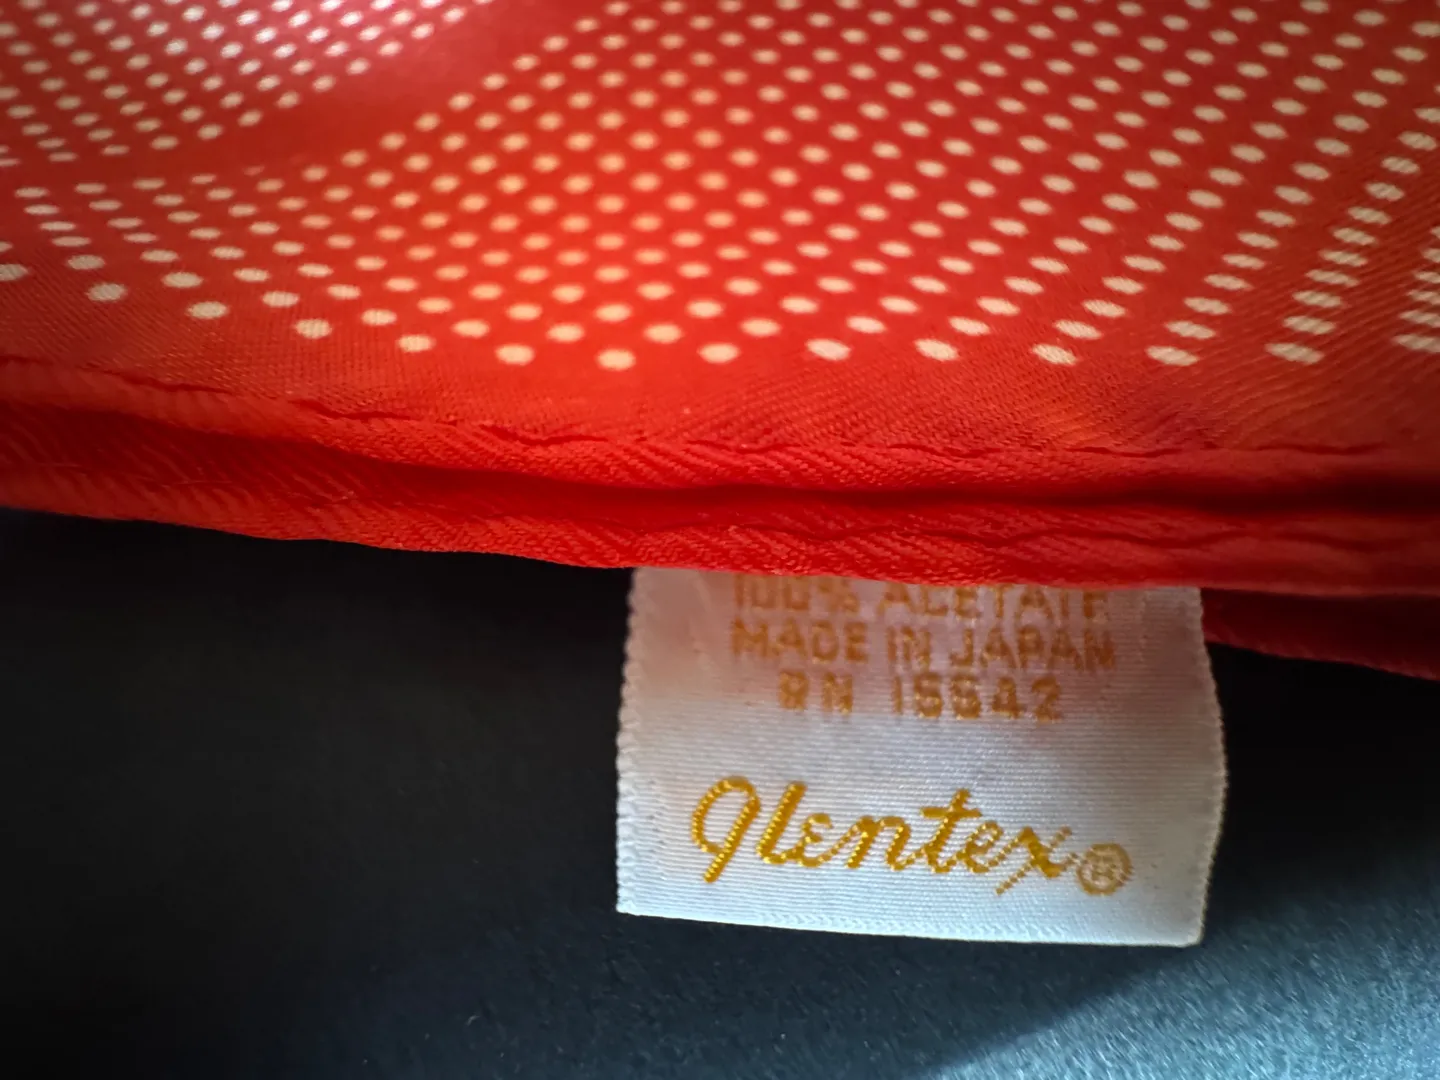 100% ACETATE
MADE IN JAPAN
RN 15542
Glentex®